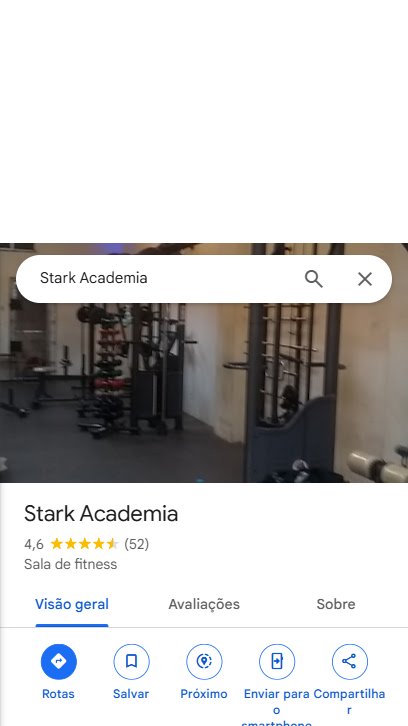 Stark Academia
Stark Academia
4,6 (52)
Sala de fitness
Visão geral Avaliações Sobre
Rotas Salvar Próximo Enviar para o smartphone Compartilhar